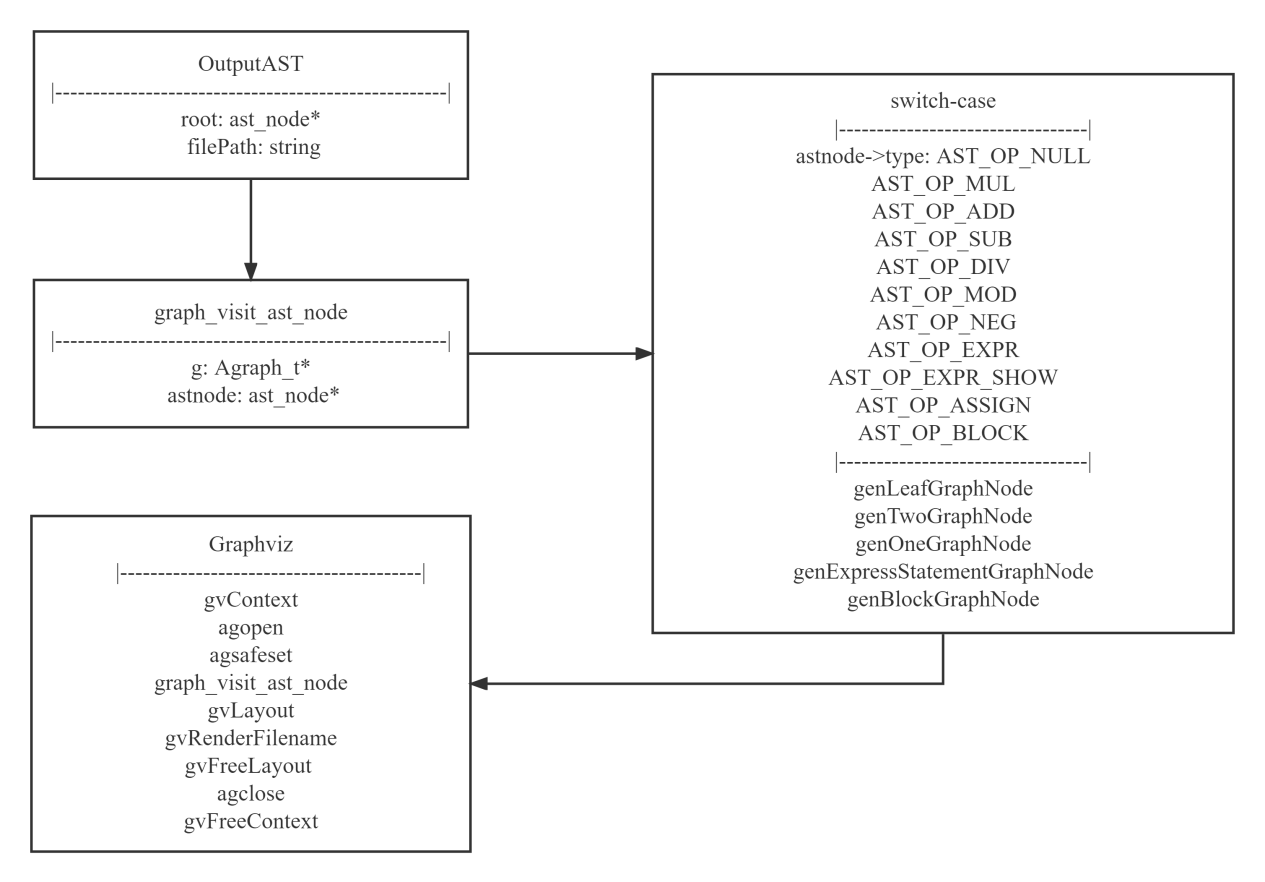 OutputAST
|----------------------------------------------------|
root: ast_node*
filePath: string
graph_visit_ast_node
|----------------------------------------------------|
g: Agraph_t*
astnode: ast_node*
switch-case
|---------------------------------|
astnode->type: AST_OP_NULL
AST_OP_MUL
AST_OP_ADD
AST_OP_SUB
AST_OP_DIV
AST_OP_MOD
AST_OP_NEG
AST_OP_EXPR
AST_OP_EXPR_SHOW
AST_OP_ASSIGN
AST_OP_BLOCK
|---------------------------------|
genLeafGraphNode
genTwoGraphNode
genOneGraphNode
genExpressStatementGraphNode
genBlockGraphNode
Graphviz
|----------------------------------------|
gvContext
agopen
agsafeset
graph_visit_ast_node
gvLayout
gvRenderFilename
gvFreeLayout
agclose
gvFreeContext